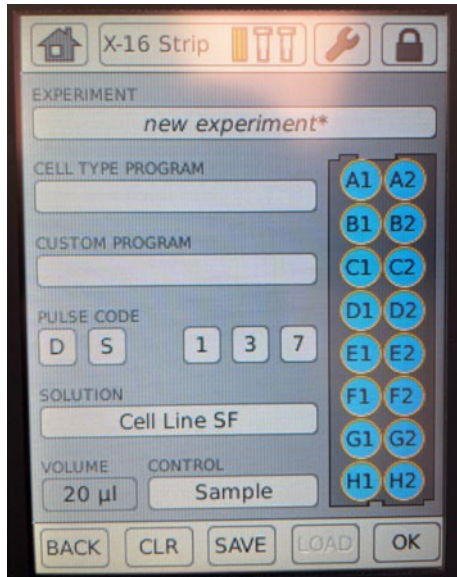 X-16 Strip
EXPERIMENT
new experiment*
CELL TYPE PROGRAM
A1 A2
B1 B2
CUSTOM PROGRAM
C1 C2
PULSE CODE
D1 D2
D S 1 3 7
E1 E2
SOLUTION
F1 F2
Cell Line SF
G1 G2
VOLUME CONTROL
20 µl Sample
H1 H2
BACK CLR SAVE LOAD OK